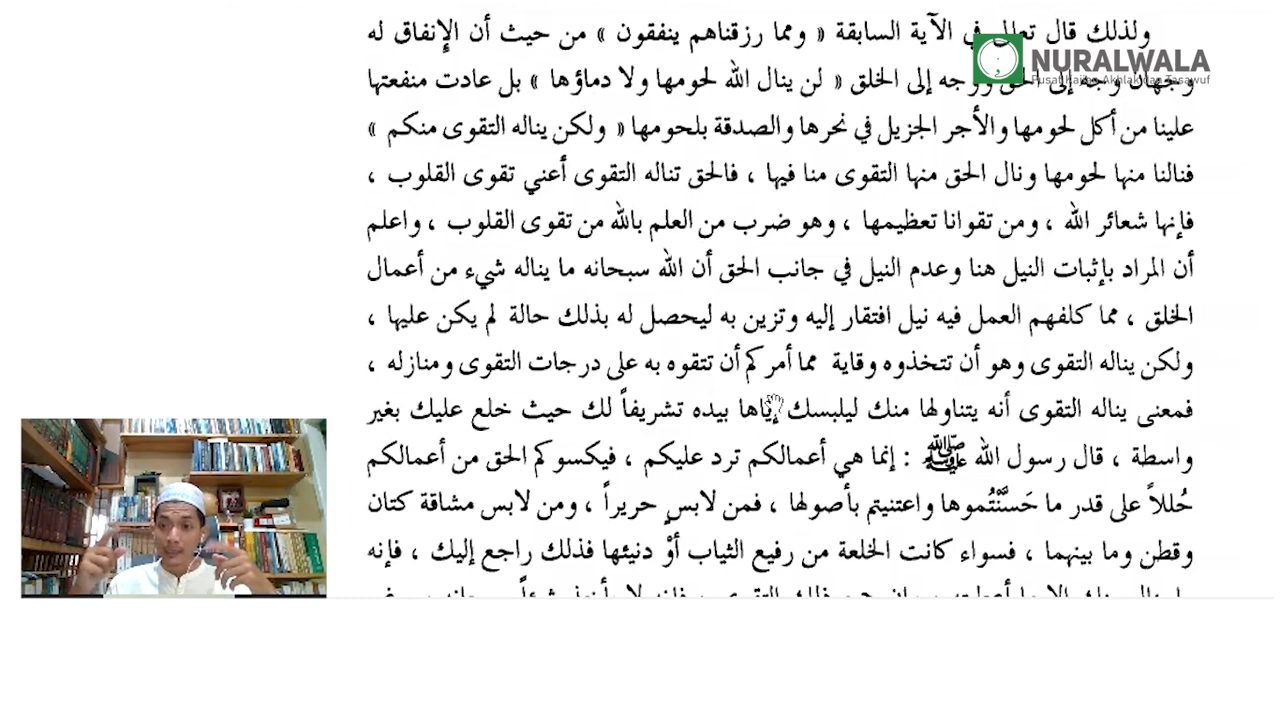 ولذلك قال تعالى في الآية السابقة « ومما رزقناهم ينفقون » من حيث أن الإنفاق له
وجهان وجه إلى الحق ووجه إلى الخلق « لن ينال الله لحومها ولا دماؤها » بل عادت منفعتها
علينا من أكل لحومها والأجر الجزيل في نحرها والصدقة بلحومها « ولكن يناله التقوى منكم »
فنالنا منها لحومها ونال الحق منها التقوى منا فيها ، فالحق تناله التقوى أعني تقوى القلوب ،
فإنها شعائر الله ، ومن تقوانا تعظيمها ، وهو ضرب من العلم بالله من تقوى القلوب ، واعلم
أن المراد بإثبات النيل هنا وعدم النيل في جانب الحق أن الله سبحانه ما يناله شيء من أعمال
الخلق ، مما كلفهم العمل فيه نيل افتقار إليه وتزين به ليحصل له بذلك حالة لم يكن عليها ،
ولكن يناله التقوى وهو أن تتخذوه وقاية مما أمركم أن تتقوه به على درجات التقوى ومنازله ،
فمعنى يناله التقوى أنه يتناولها منك ليلبسك إياها بيده تشريفاً لك حيث خلع عليك بغير
واسطة ، قال رسول الله ﷺ : إنما هي أعمالكم ترد عليكم ، فيكسوكم الحق من أعمالكم
حُللاً على قدر ما حَسنَّتُموها واعتنيتم بأصولها ، فمن لابسٍ حريراً ، ومن لابس مشاقة كتان
وقطن وما بينهما ، فسواء كانت الخلعة من رفيع الثياب أوْ دنيئها فذلك راجع إليك ، فإنه
NURALWALA
Pusat Kajian Akhlak dan Tasawuf